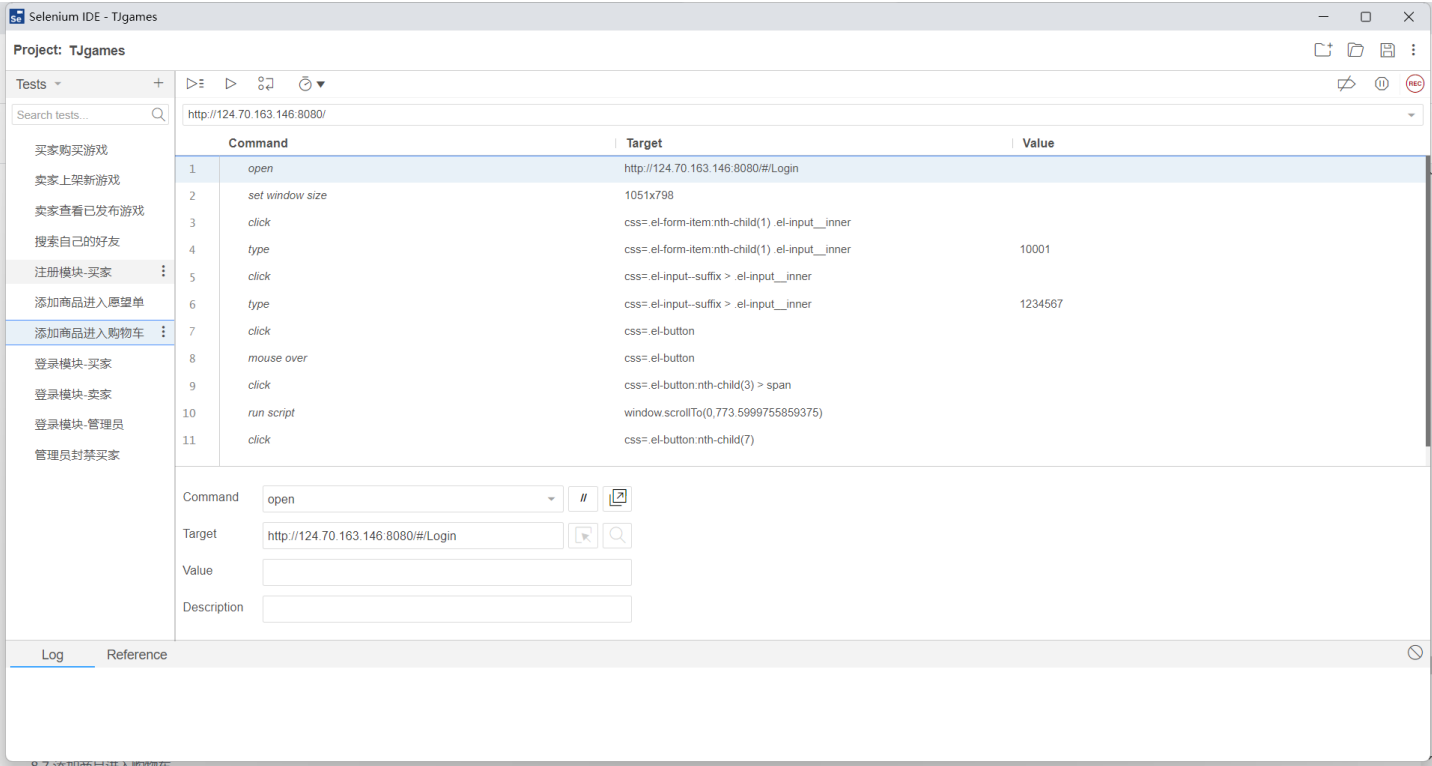 Selenium IDE - TJgames
Project: TJgames
Tests
Search tests...
http://124.70.163.146:8080/
买家购买游戏
卖家上架新游戏
卖家查看已发布游戏
搜索自己的好友
注册模块-买家
添加商品进入愿望单
添加商品进入购物车
登录模块-买家
登录模块-卖家
登录模块-管理员
管理员封禁买家
Command Target Value
1 open http://124.70.163.146:8080/#/Login
2 set window size 1051x798
3 click css=.el-form-item:nth-child(1) .el-input__inner
4 type css=.el-form-item:nth-child(1) .el-input__inner 10001
5 click css=.el-input--suffix > .el-input__inner
6 type css=.el-input--suffix > .el-input__inner 1234567
7 click css=.el-button
8 mouse over css=.el-button
9 click css=.el-button:nth-child(3) > span
10 run script window.scrollTo(0,773.5999755859375)
11 click css=.el-button:nth-child(7)
Command open //
Target http://124.70.163.146:8080/#/Login
Value
Description
Log Reference
REC
Se